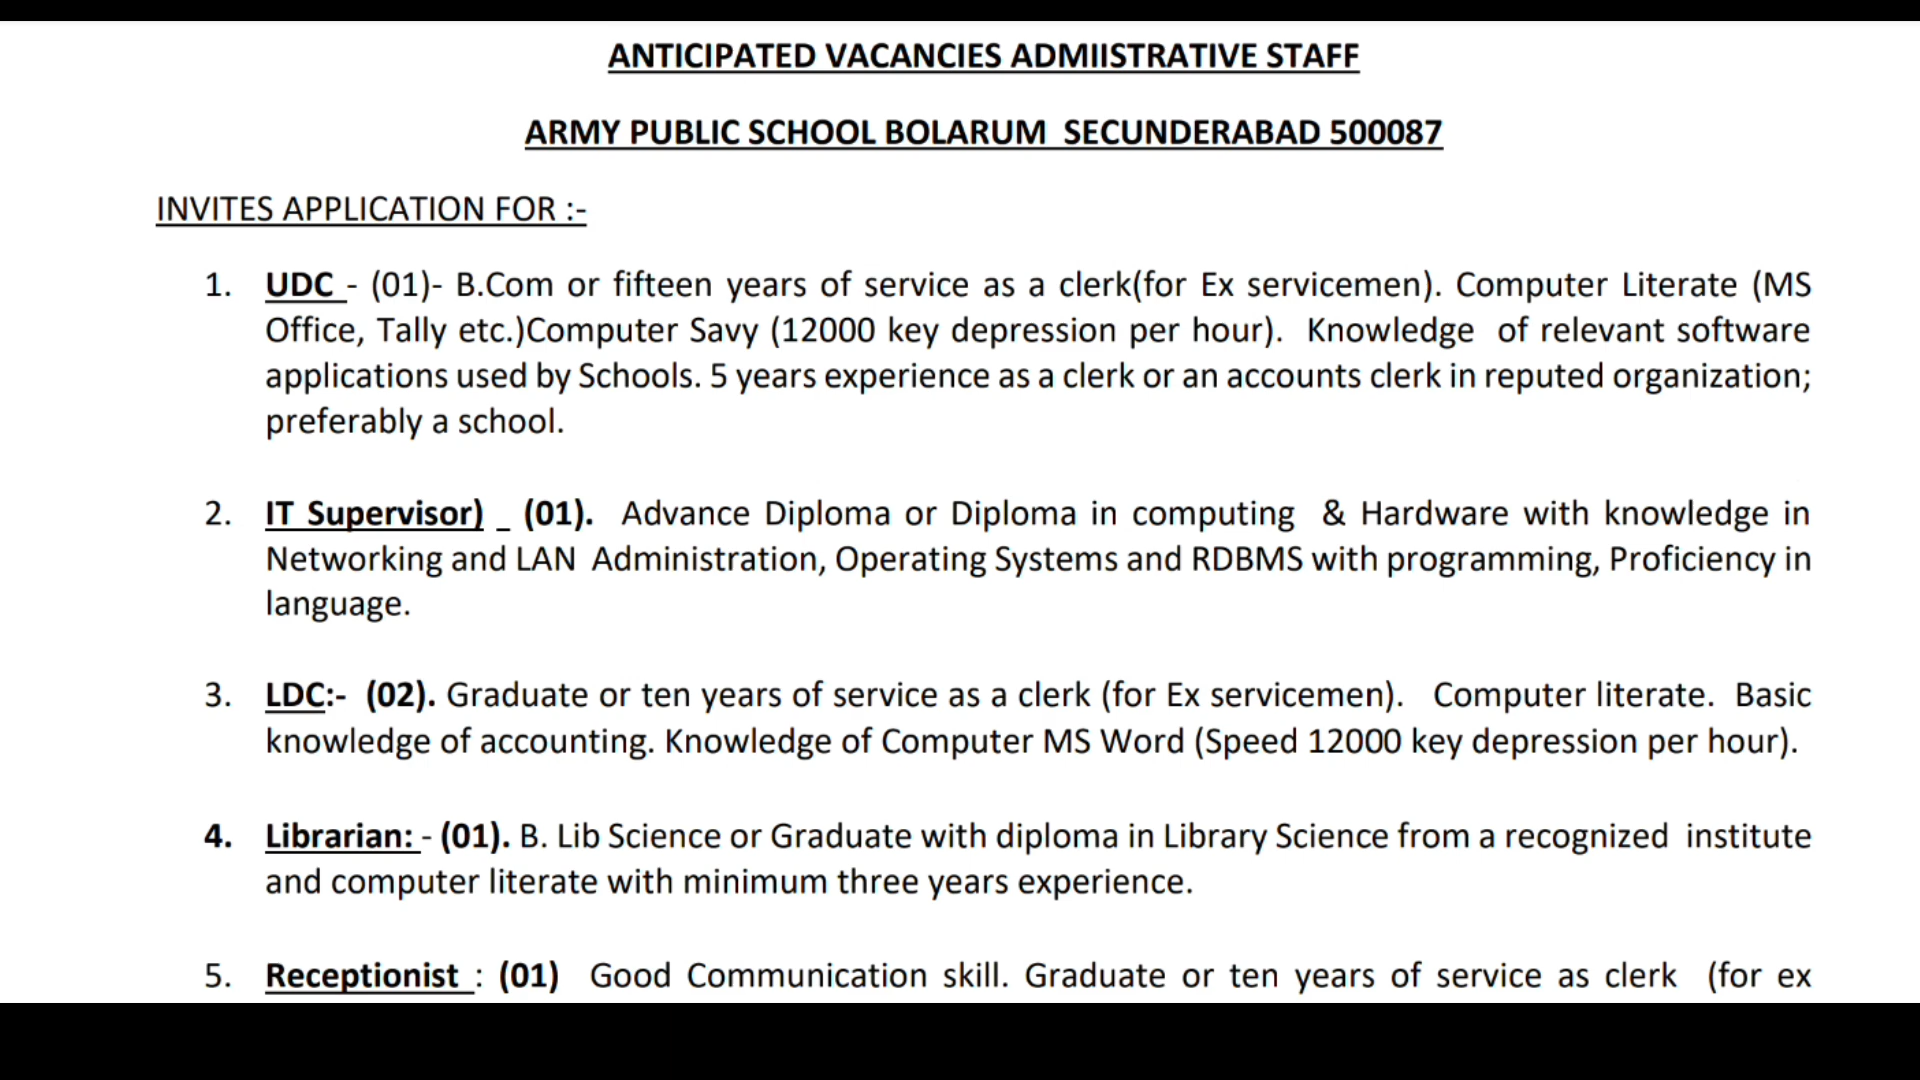 ANTICIPATED VACANCIES ADMIISTRATIVE STAFF
ARMY PUBLIC SCHOOL BOLARUM  SECUNDERABAD 500087
INVITES APPLICATION FOR :-
1. UDC - (01)- B.Com or fifteen years of service as a clerk(for Ex servicemen). Computer Literate (MS
Office, Tally etc.)Computer Savy (12000 key depression per hour).  Knowledge  of relevant software
applications used by Schools. 5 years experience as a clerk or an accounts clerk in reputed organization;
preferably a school.
2. IT Supervisor) _ (01).  Advance Diploma or Diploma in computing  & Hardware with knowledge in
Networking and LAN  Administration, Operating Systems and RDBMS with programming, Proficiency in
language.
3. LDC:-  (02). Graduate or ten years of service as a clerk (for Ex servicemen).   Computer literate.  Basic
knowledge of accounting. Knowledge of Computer MS Word (Speed 12000 key depression per hour).
4. Librarian: - (01). B. Lib Science or Graduate with diploma in Library Science from a recognized  institute
and computer literate with minimum three years experience.
5. Receptionist : (01)  Good Communication skill. Graduate or ten years of service as clerk  (for ex